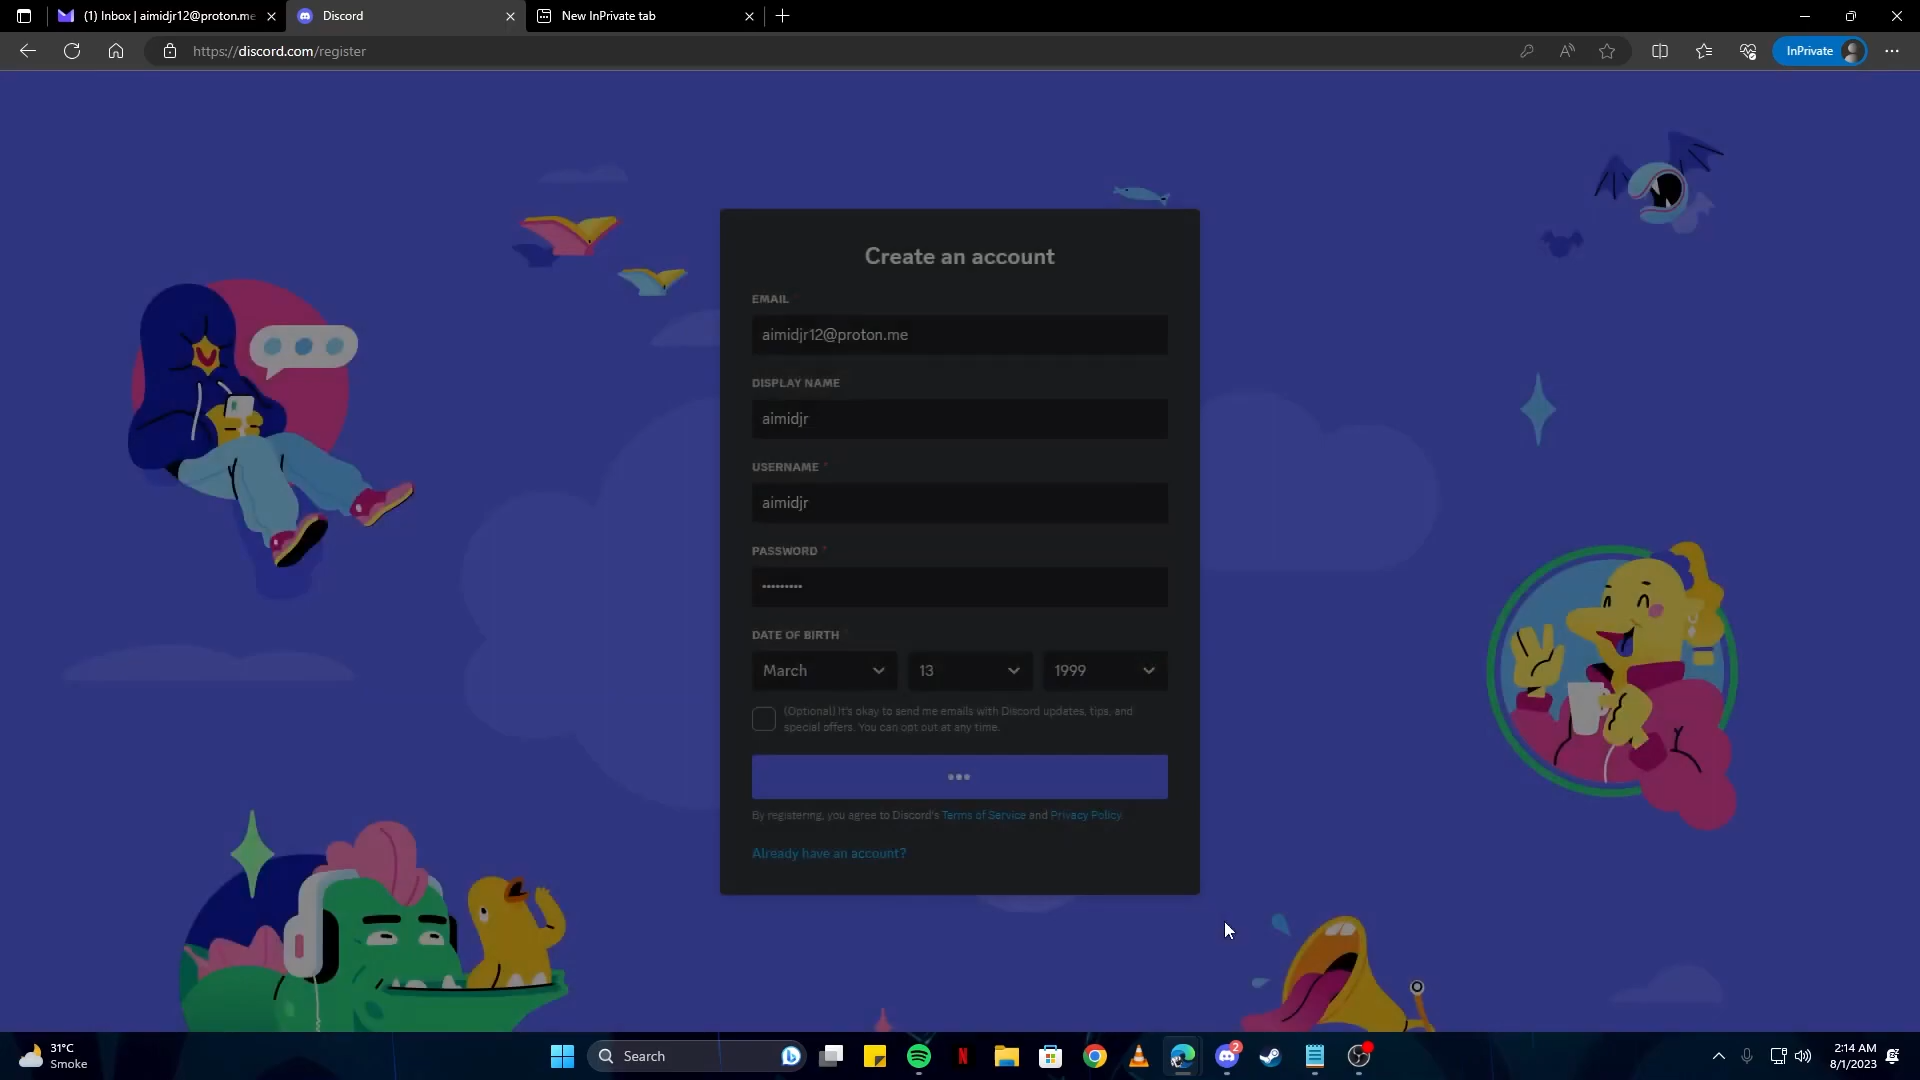 (1) Inbox | aimidjr12@proton.me
Discord
New InPrivate tab
https://discord.com/register
InPrivate
Create an account
EMAIL *
aimidjr12@proton.me
DISPLAY NAME
aimidjr
USERNAME *
aimidjr
PASSWORD *
•••••••••
DATE OF BIRTH *
March
13
1999
(Optional) It's okay to send me emails with Discord updates, tips, and
special offers. You can opt out at any time.
By registering, you agree to Discord's Terms of Service and Privacy Policy.
Already have an account?
31°C
Smoke
Search
N
2
2:14 AM
8/1/2023